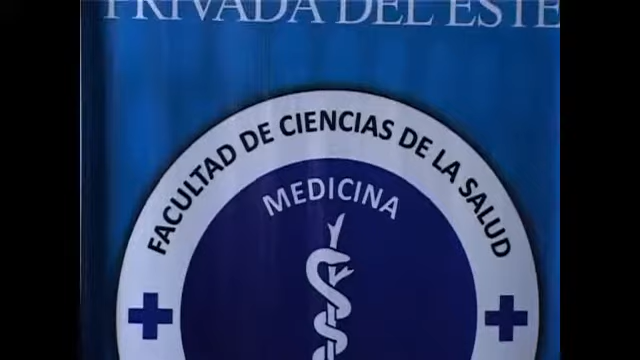 PRIVADA DEL ESTE
FACULTAD DE CIENCIAS DE LA SALUD
MEDICINA